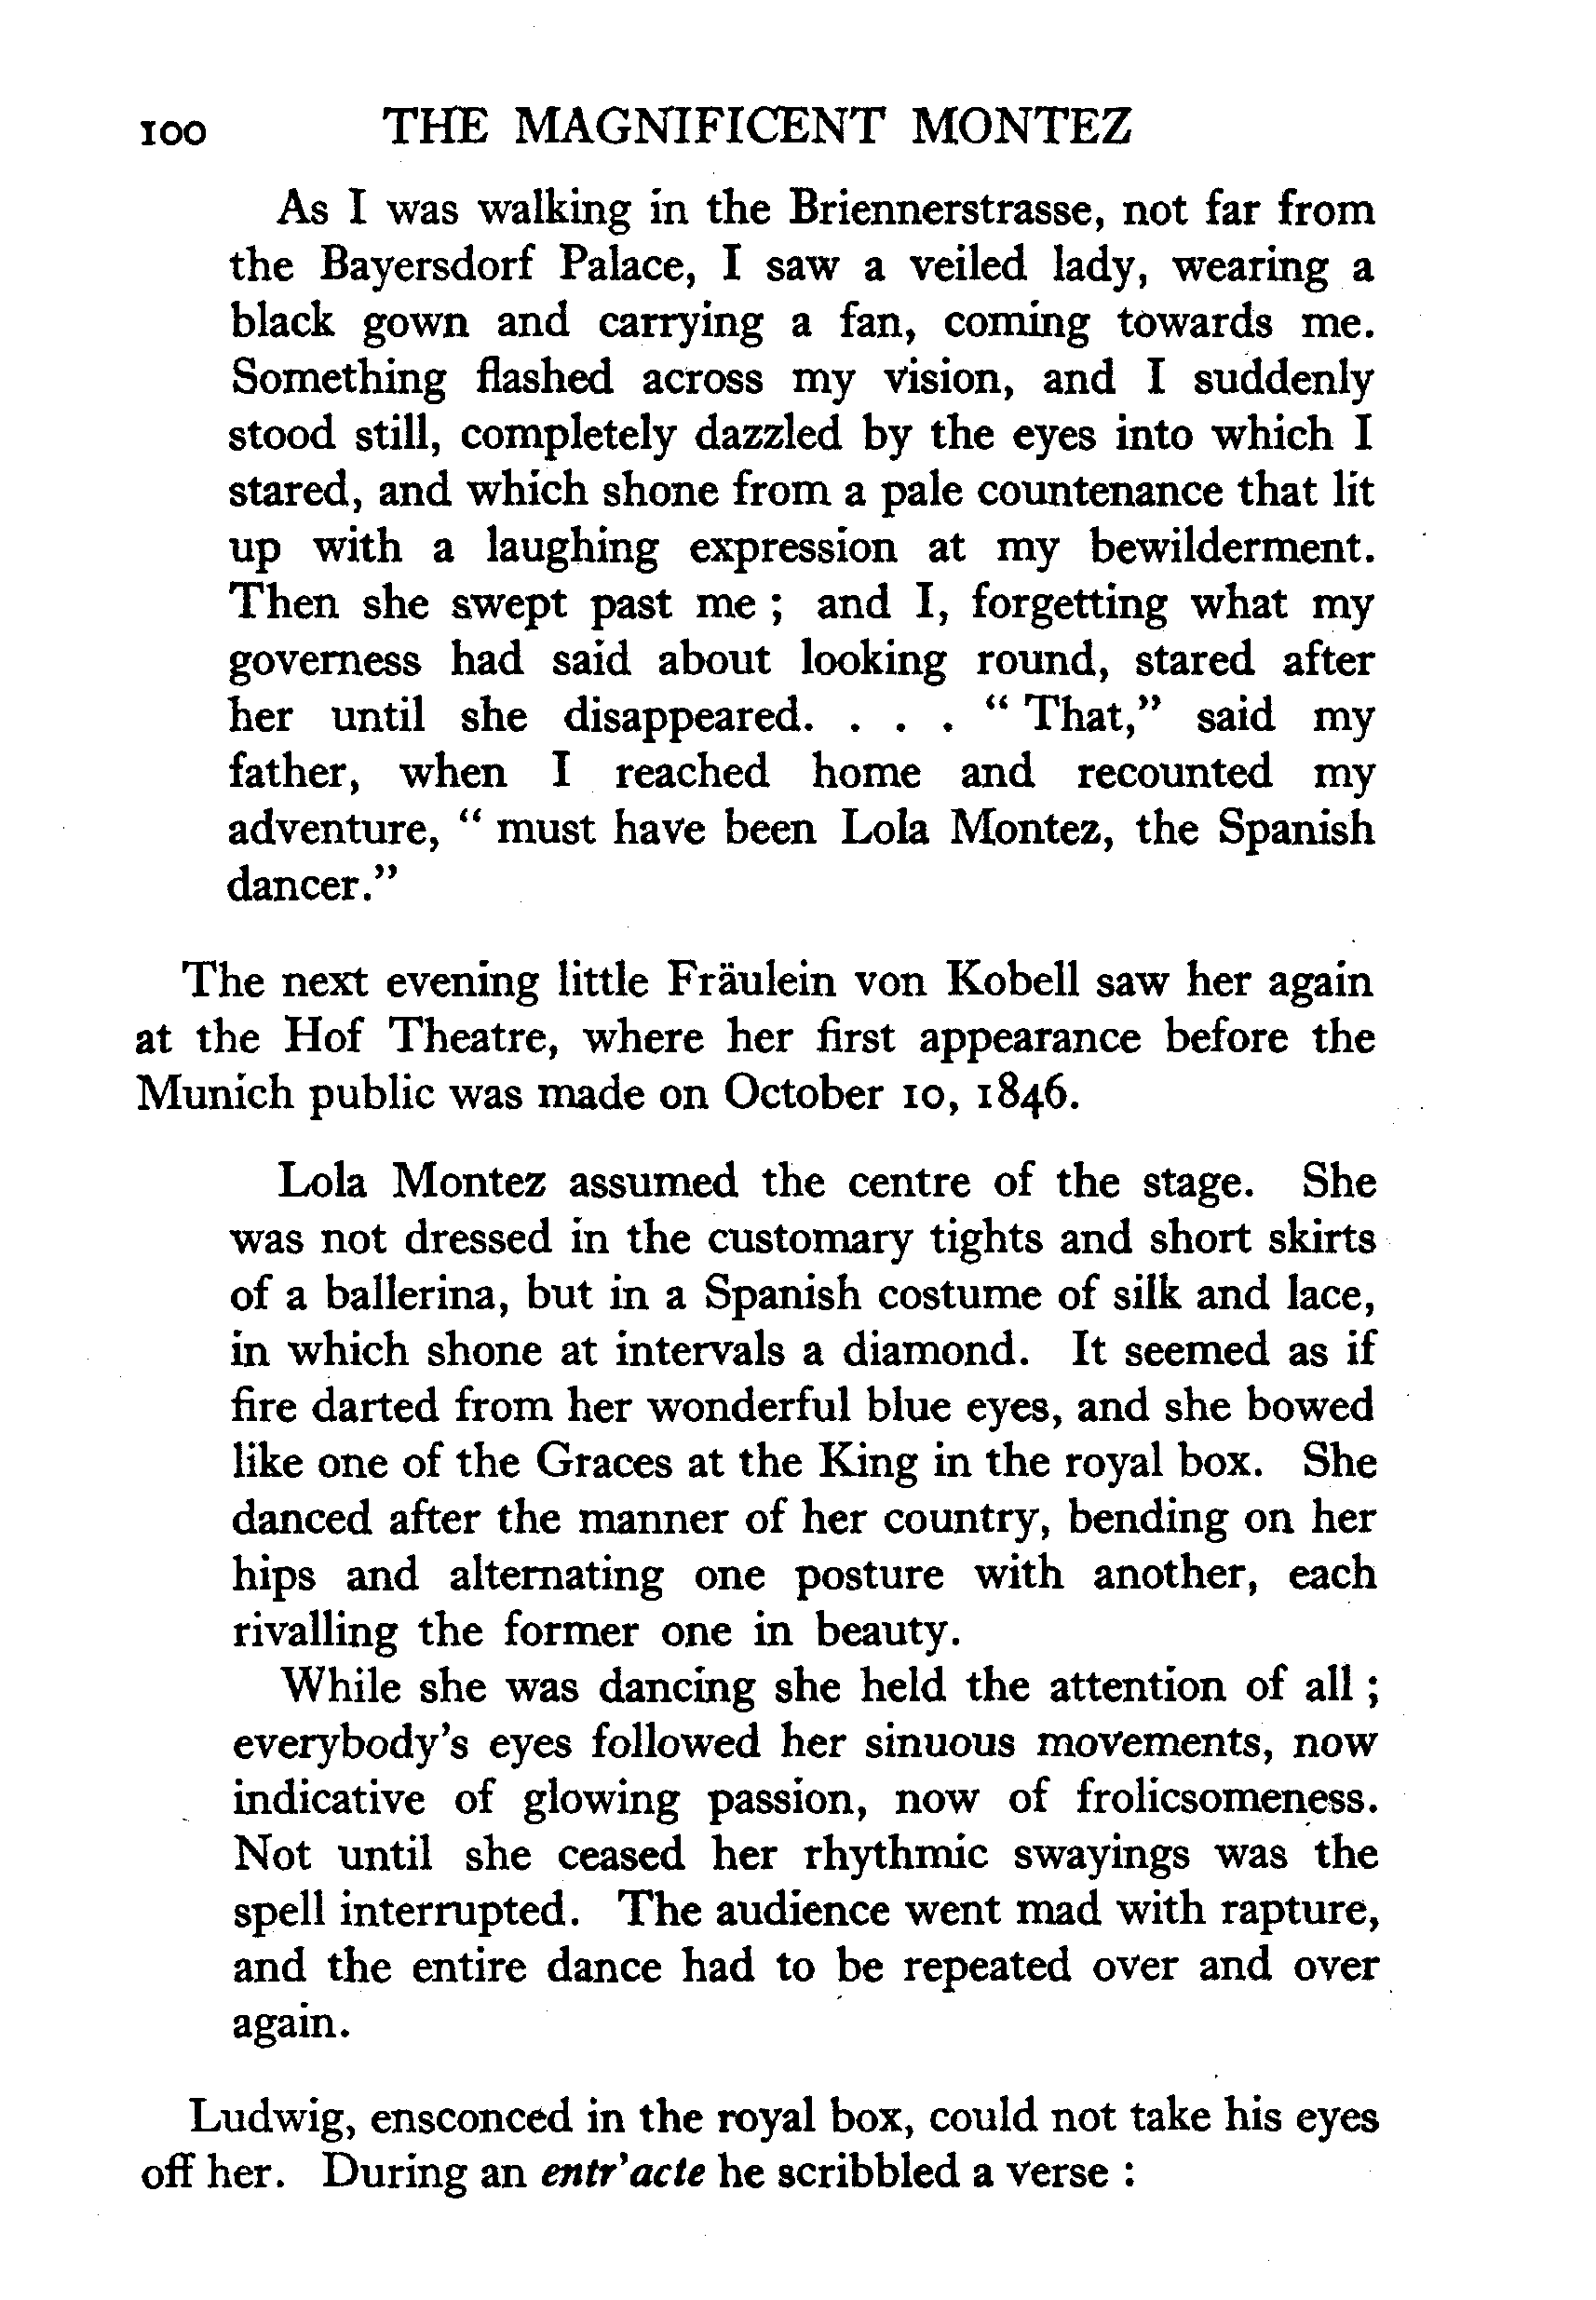 100 THE MAGNIFICENT MONTEZ
As I was walking in the Briennerstrasse, not far from
the Bayersdorf Palace, I saw a veiled lady, wearing a
black gown and carrying a fan, coming towards me.
Something flashed across my vision, and I suddenly
stood still, completely dazzled by the eyes into which I
stared, and which shone from a pale countenance that lit
up with a laughing expression at my bewilderment.
Then she swept past me ; and I, forgetting what my
governess had said about looking round, stared after
her until she disappeared. . . . “ That,” said my
father, when I reached home and recounted my
adventure, “ must have been Lola Montez, the Spanish
dancer.”
The next evening little Fräulein von Kobell saw her again
at the Hof Theatre, where her first appearance before the
Munich public was made on October 10, 1846.
Lola Montez assumed the centre of the stage. She
was not dressed in the customary tights and short skirts
of a ballerina, but in a Spanish costume of silk and lace,
in which shone at intervals a diamond. It seemed as if
fire darted from her wonderful blue eyes, and she bowed
like one of the Graces at the King in the royal box. She
danced after the manner of her country, bending on her
hips and alternating one posture with another, each
rivalling the former one in beauty.
While she was dancing she held the attention of all ;
everybody's eyes followed her sinuous movements, now
indicative of glowing passion, now of frolicsomeness.
Not until she ceased her rhythmic swayings was the
spell interrupted. The audience went mad with rapture,
and the entire dance had to be repeated over and over
again.
Ludwig, ensconced in the royal box, could not take his eyes
off her. During an entr'acte he scribbled a verse :